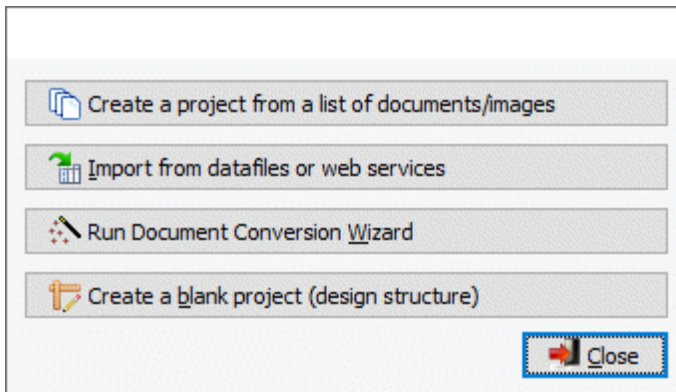 Create a project from a list of documents/images
Import from datafiles or web services
Run Document Conversion Wizard
Create a blank project (design structure)
Close